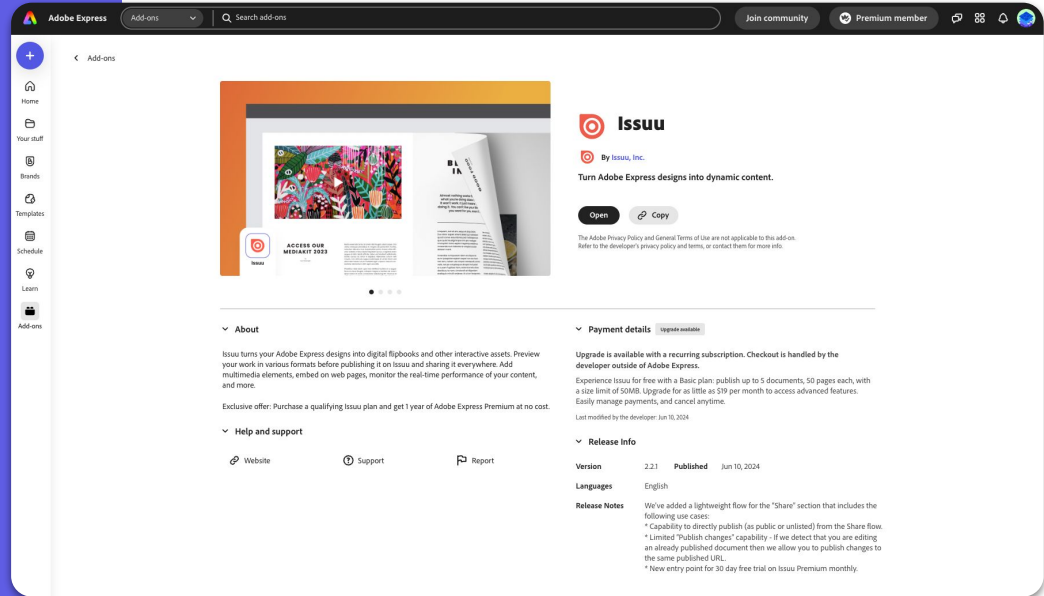 Adobe Express
Add-ons
Search add-ons
Join community
Premium member
Add-ons
Home
Your stuff
Brands
Templates
Schedule
Learn
Add-ons
ACCESS OUR
MEDIAKIT 2023
Issuu
Issuu
By Issuu, Inc.
Turn Adobe Express designs into dynamic content.
Open
Copy
The Adobe Privacy Policy and General Terms of Use are not applicable to this add-on.
Refer to the developer's privacy policy and terms, or contact them for more info.
About
Issuu turns your Adobe Express designs into digital flipbooks and other interactive assets. Preview
your work in various formats before publishing it on Issuu and sharing it everywhere. Add
multimedia elements, embed on web pages, monitor the real-time performance of your content,
and more.
Exclusive offer: Purchase a qualifying Issuu plan and get 1 year of Adobe Express Premium at no cost.
Help and support
Website
Support
Report
Payment details
Upgrade available
Upgrade is available with a recurring subscription. Checkout is handled by the
developer outside of Adobe Express.
Experience Issuu for free with a Basic plan: publish up to 5 documents, 50 pages each, with
a size limit of 50MB. Upgrade for as little as $19 per month to access advanced features.
Easily manage payments, and cancel anytime.
Last modified by the developer: Jun 10, 2024
Release Info
Version 2.2.1 Published Jun 10, 2024
Languages English
Release Notes We've added a lightweight flow for the "Share" section that includes the
following use cases:
* Capability to directly publish (as public or unlisted) from the Share flow.
* Limited "Publish changes" capability - If we detect that you are editing
an already published document then we allow you to publish changes to
the same published URL.
* New entry point for 30 day free trial on Issuu Premium monthly.